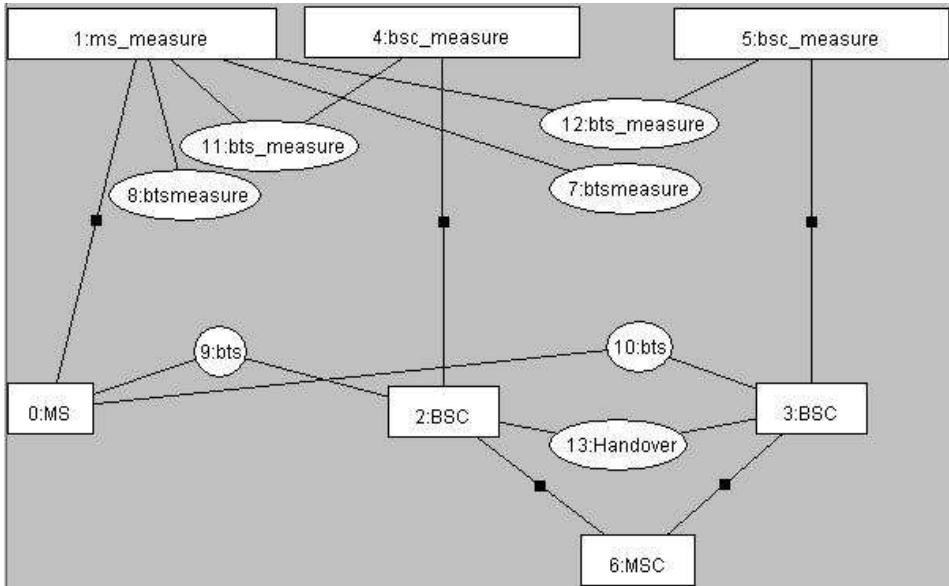 1:ms_measure
4:bsc_measure
5:bsc_measure
12:bts_measure
11:bts_measure
8:btsmeasure
7:btsmeasure
9:bts
10:bts
0:MS
2:BSC
3:BSC
13:Handover
6:MSC